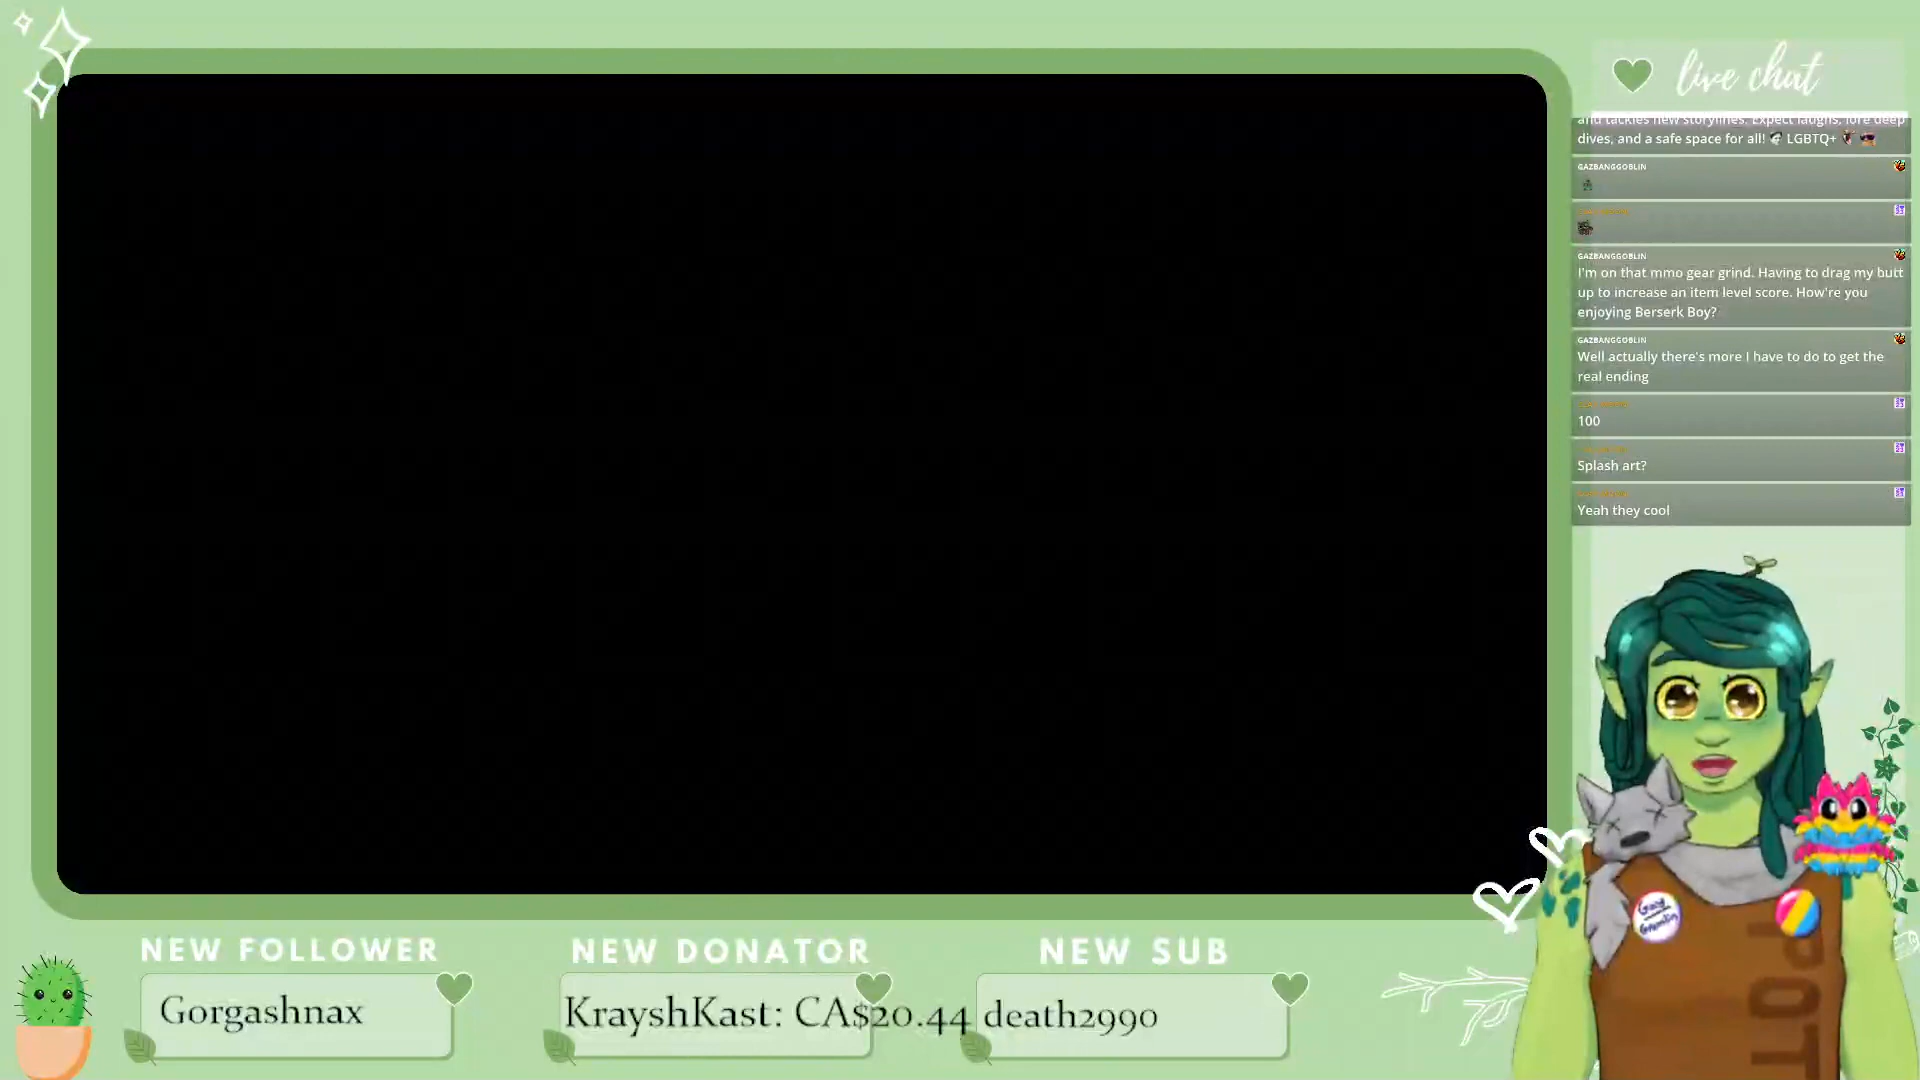 live chat
and tackles new storylines. Expect laughs, lore deep
dives, and a safe space for all! LGBTQ+
GAZBANGGOBLIN
GAZBANGGOBLIN
I'm on that mmo gear grind. Having to drag my butt
up to increase an item level score. How're you
enjoying Berserk Boy?
GAZBANGGOBLIN
Well actually there's more I have to do to get the
real ending
100
Splash art?
Yeah they cool
Good
Gremlin
POT
NEW FOLLOWER
Gorgashnax
NEW DONATOR
KrayshKast: CA$20.44
NEW SUB
death2990